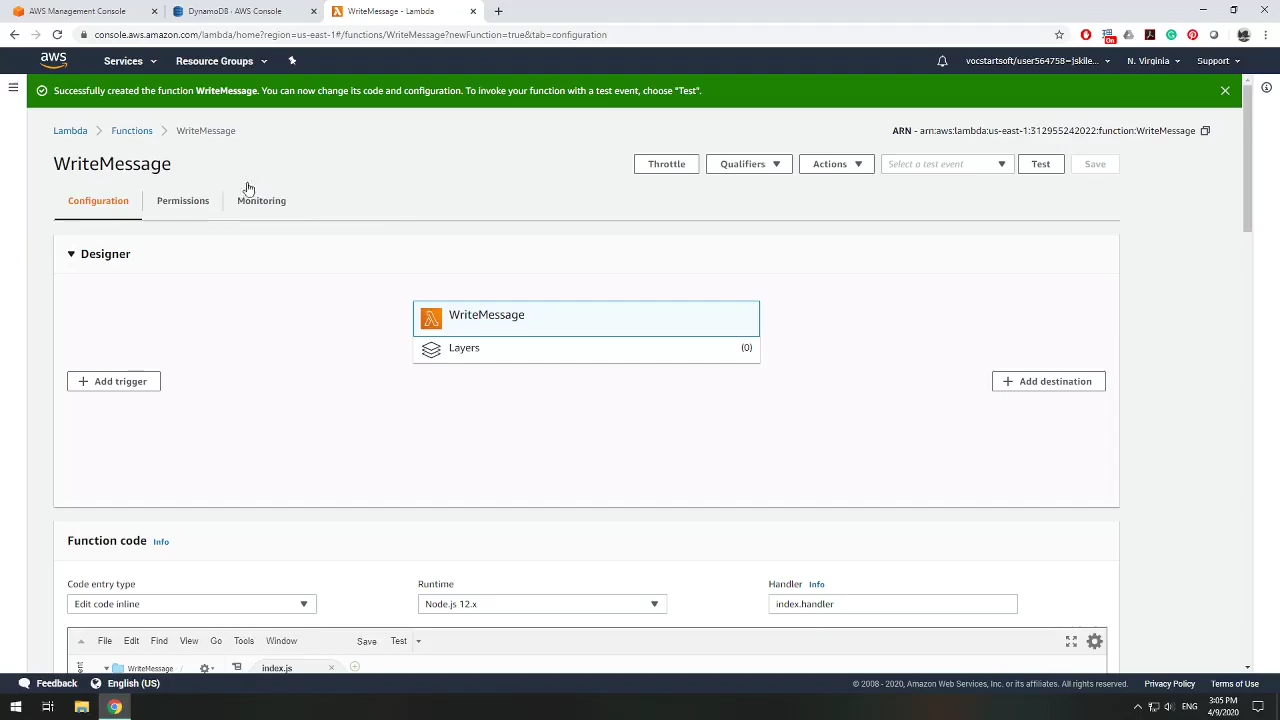 AWS Management Console
DynamoDB · AWS Console
WriteMessage - Lambda
console.aws.amazon.com/lambda/home?region=us-east-1#/functions/WriteMessage?newFunction=true&tab=configuration
On
aws
Services
Resource Groups
vocstartsoft/user564758=jskile...
N. Virginia
Support
Successfully created the function WriteMessage. You can now change its code and configuration. To invoke your function with a test event, choose "Test".
Lambda
Functions
WriteMessage
ARN - arn:aws:lambda:us-east-1:312955242022:function:WriteMessage
WriteMessage
Throttle
Qualifiers
Actions
Select a test event
Test
Save
Configuration
Permissions
Monitoring
Designer
WriteMessage
Layers
(0)
Add trigger
Add destination
Function code
Info
Code entry type
Runtime
Handler
Info
Edit code inline
Node.js 12.x
index.handler
File
Edit
Find
View
Go
Tools
Window
Save
Test
WriteMessage
/
index.js
Feedback
English (US)
© 2008 - 2020, Amazon Web Services, Inc. or its affiliates. All rights reserved.
Privacy Policy
Terms of Use
ENG
3:05 PM
4/9/2020